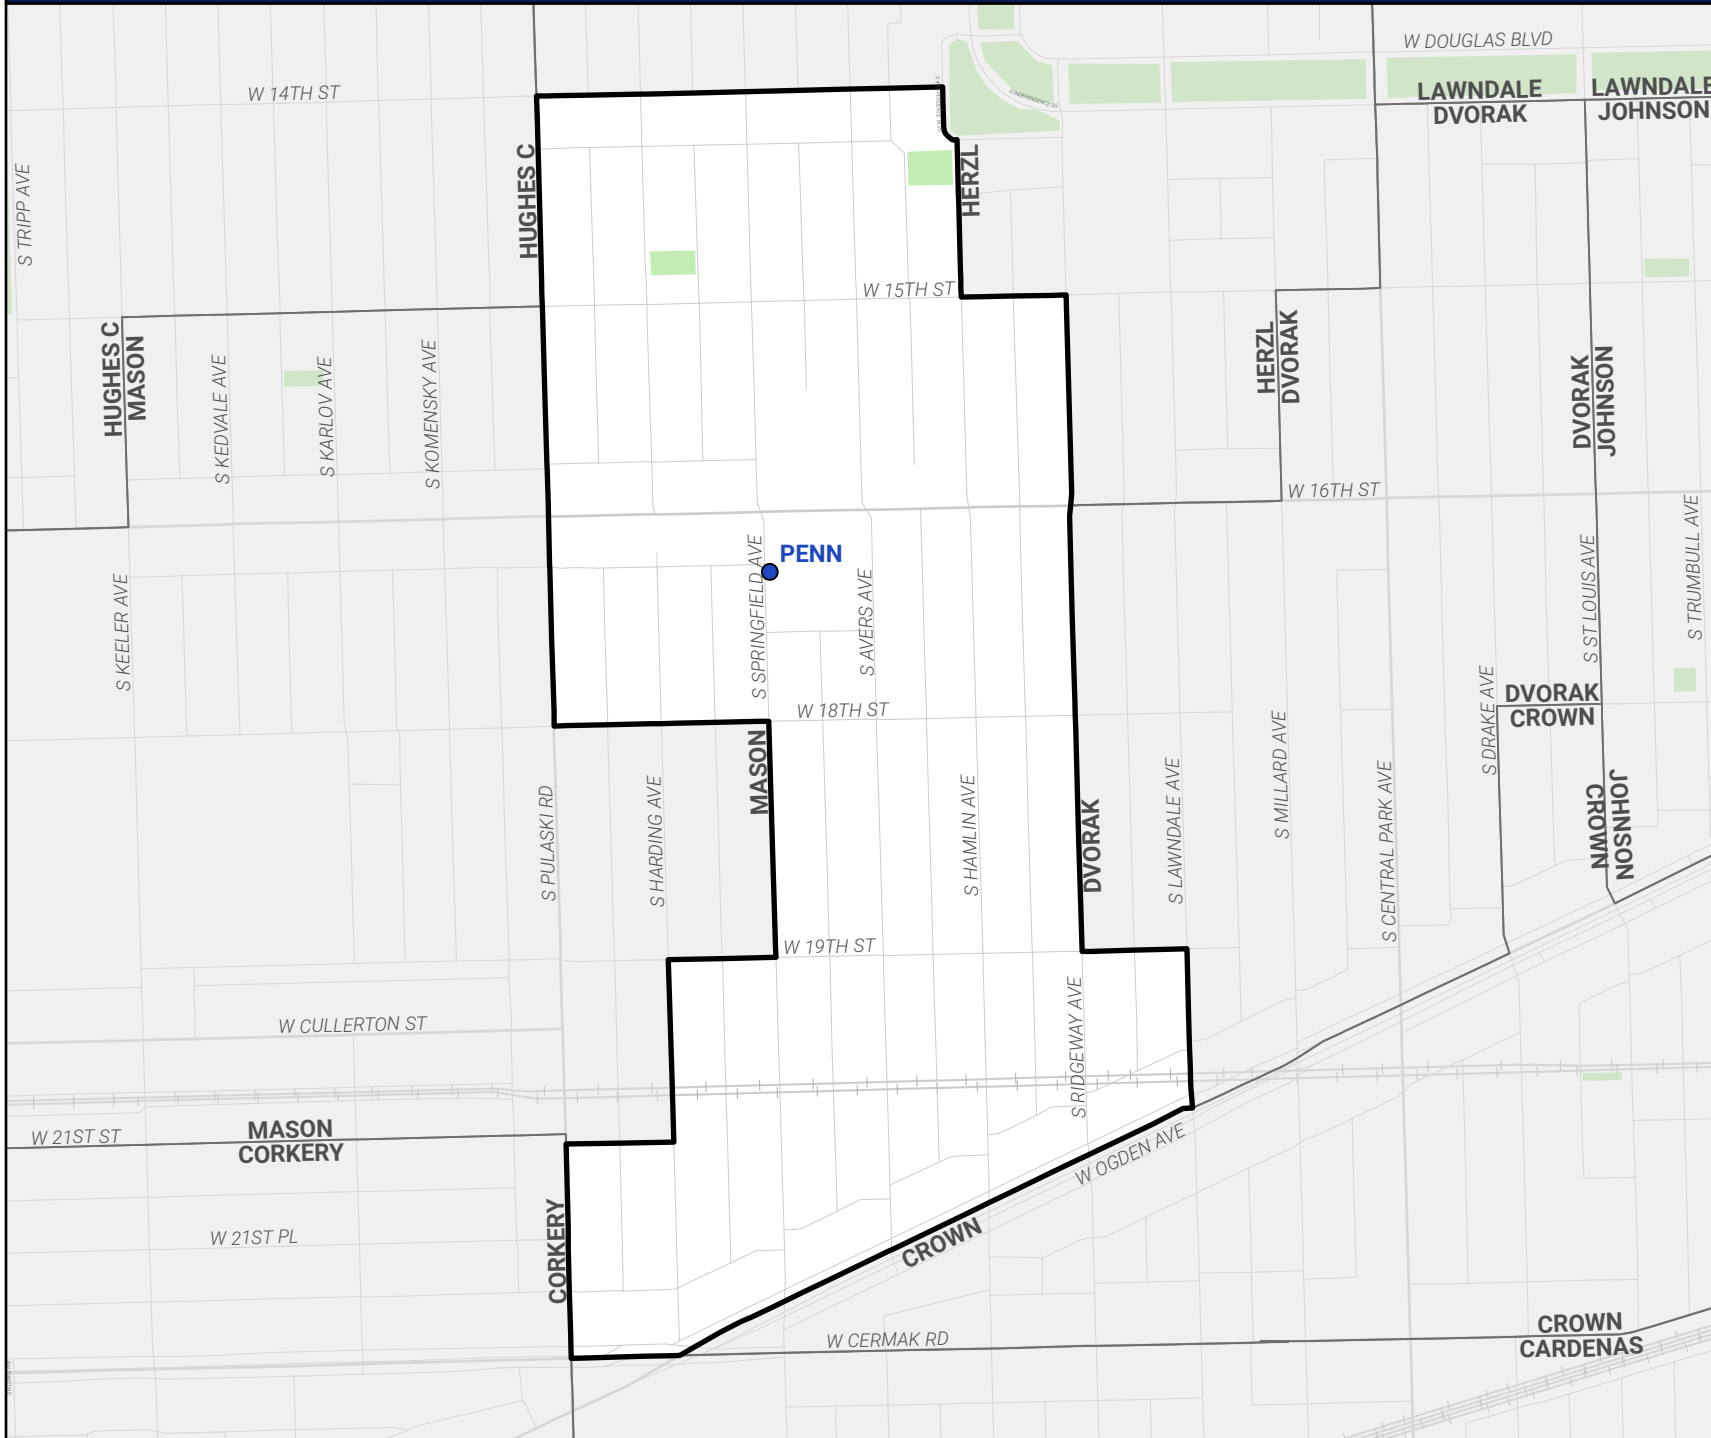 W DOUGLAS BLVD
W 14TH ST
LAWNDALE
DVORAK
LAWNDALE
JOHNSON
S INDEPENDENCE SQ
S TRIPP AVE
HUGHES C
HERZL
W 15TH ST
HUGHES C
MASON
S KEDVALE AVE
S KARLOV AVE
S KOMENSKY AVE
HERZL
DVORAK
DVORAK
JOHNSON
W 16TH ST
S TRUMBULL AVE
S ST LOUIS AVE
S KEELER AVE
S SPRINGFIELD AVE
PENN
S AVERS AVE
S DRAKE AVE
DVORAK
CROWN
W 18TH ST
MASON
S PULASKI RD
S HARDING AVE
S HAMLIN AVE
DVORAK
S LAWNDALE AVE
S MILLARD AVE
S CENTRAL PARK AVE
CROWN
JOHNSON
W 19TH ST
S RIDGEWAY AVE
W CULLERTON ST
W 21ST ST
MASON
CORKERY
W OGDEN AVE
CORKERY
W 21ST PL
CROWN
W CERMAK RD
CROWN
CARDENAS